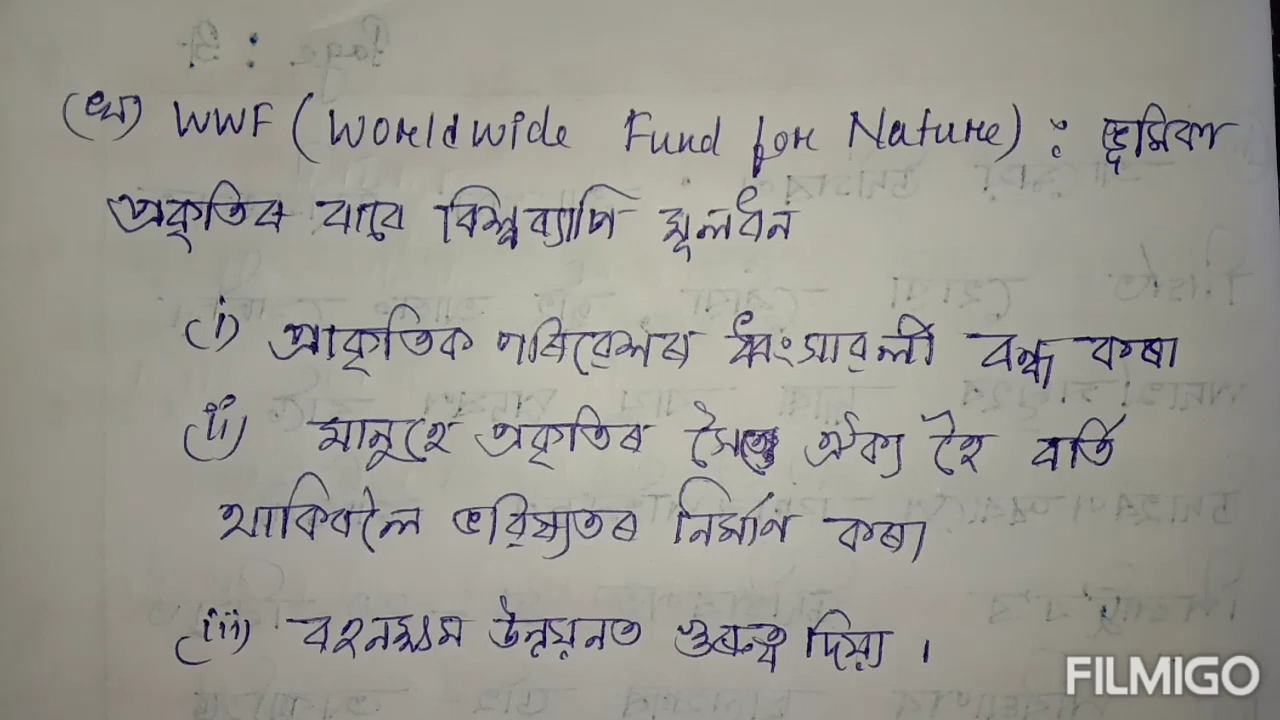 (খ) WWF (Worldwide Fund for Nature) : ভূমিকা
প্ৰকৃতিৰ বাবে বিশ্বব্যাপি মূলধন
(i) প্ৰাকৃতিক পৰিবেশৰ ধ্বংসাৱলী বন্ধ কৰা
(ii) মানুহে প্ৰকৃতিৰ সৈতে ঐক্য হৈ বৰ্তি
থাকিবলৈ ভৱিষ্যতৰ নিৰ্মাণ কৰা
(iii) বহনক্ষম উন্নয়নত গুৰুত্ব দিয়া ।
FILMIGO